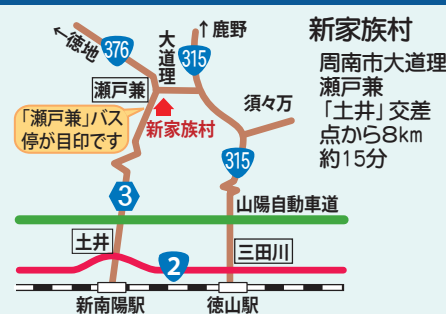 ←徳地
376
大道理
↑鹿野
315
瀬戸兼
「瀬戸兼」バス
停が目印です
新家族村
須々万
315
3
山陽自動車道
土井
2
三田川
新南陽駅
徳山駅
新家族村
周南市大道理
瀬戸兼
「土井」交差
点から8km
約15分